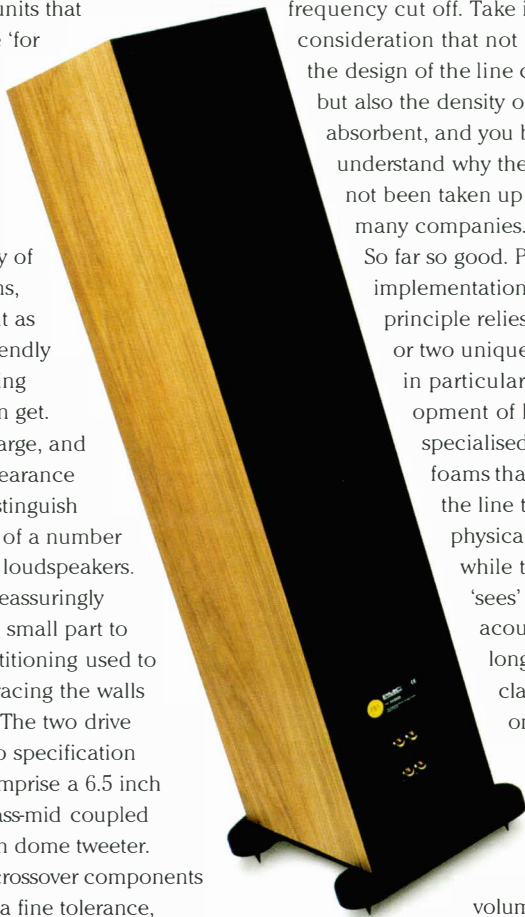 units that
e ‘for
y of
ns,
t as
endly
ing
n get.
arge, and
earance
stinguish
of a number
loudspeakers.
eassuringly
small part to
titioning used to
racing the walls
The two drive
o specification
mprise a 6.5 inch
ass-mid coupled
n dome tweeter.
crossover components
a fine tolerance,
frequency cut off. Take i
consideration that not
the design of the line c
but also the density o
absorbent, and you b
understand why the
not been taken up
many companies.
So far so good. P
implementation
principle relies
or two unique
in particular
opment of h
specialised
foams tha
the line t
physica
while t
‘sees’
acou
long
cla
or
volum